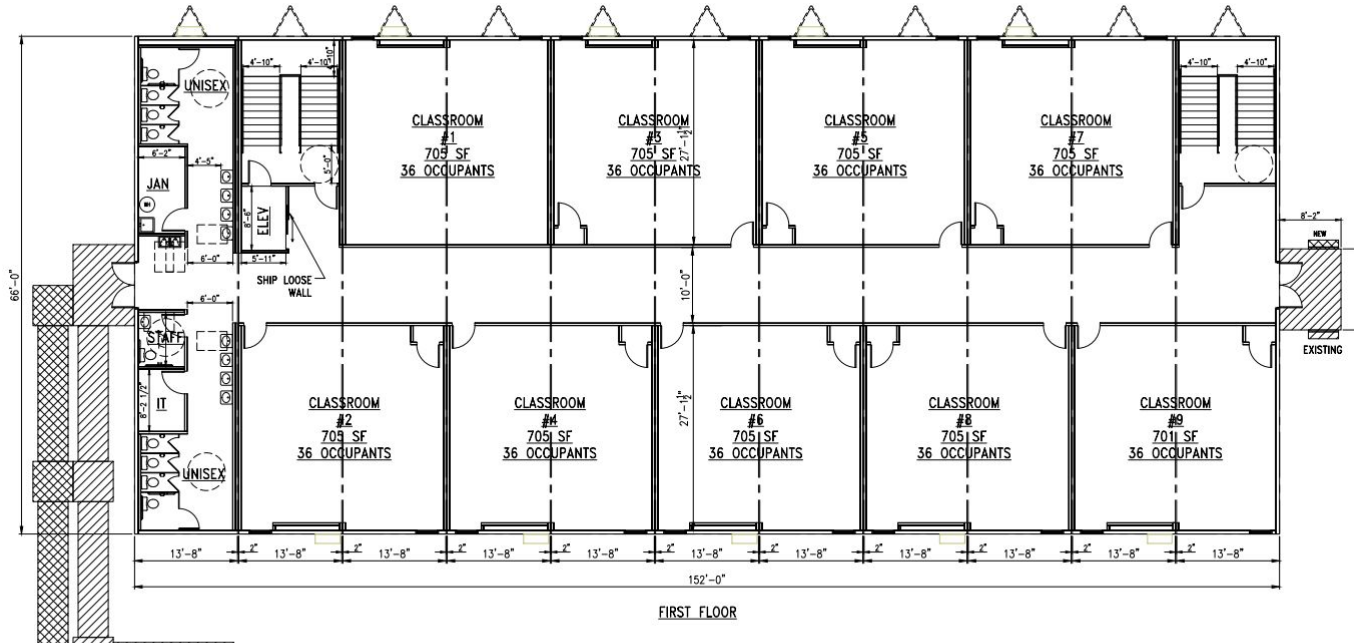 4'-10"
4'-10"
4'-10"
4'-10"
4'-10"
UNISEX
CLASSROOM
#1
705 SF
36 OCCUPANTS
CLASSROOM
#3
705 SF
36 OCCUPANTS
27'-1½"
CLASSROOM
#5
705 SF
36 OCCUPANTS
CLASSROOM
#7
705 SF
36 OCCUPANTS
6'-2"
4'-5"
5'-0"
JAN
WH
ELEV
8'-6"
6'-0"
5'-11"
SHIP LOOSE
WALL
8'-2"
NEW
66'-0"
10'-0"
6'-0"
STAFF
EXISTING
IT
8'-2 1/2"
UNISEX
CLASSROOM
#2
705 SF
36 OCCUPANTS
CLASSROOM
#4
705 SF
36 OCCUPANTS
27'-1½"
CLASSROOM
#6
705 SF
36 OCCUPANTS
CLASSROOM
#8
705 SF
36 OCCUPANTS
CLASSROOM
#9
701 SF
36 OCCUPANTS
13'-8" 2" 13'-8" 2" 13'-8" 2" 13'-8" 2" 13'-8" 2" 13'-8" 2" 13'-8" 2" 13'-8" 2" 13'-8" 2" 13'-8" 2" 13'-8"
152'-0"
FIRST FLOOR